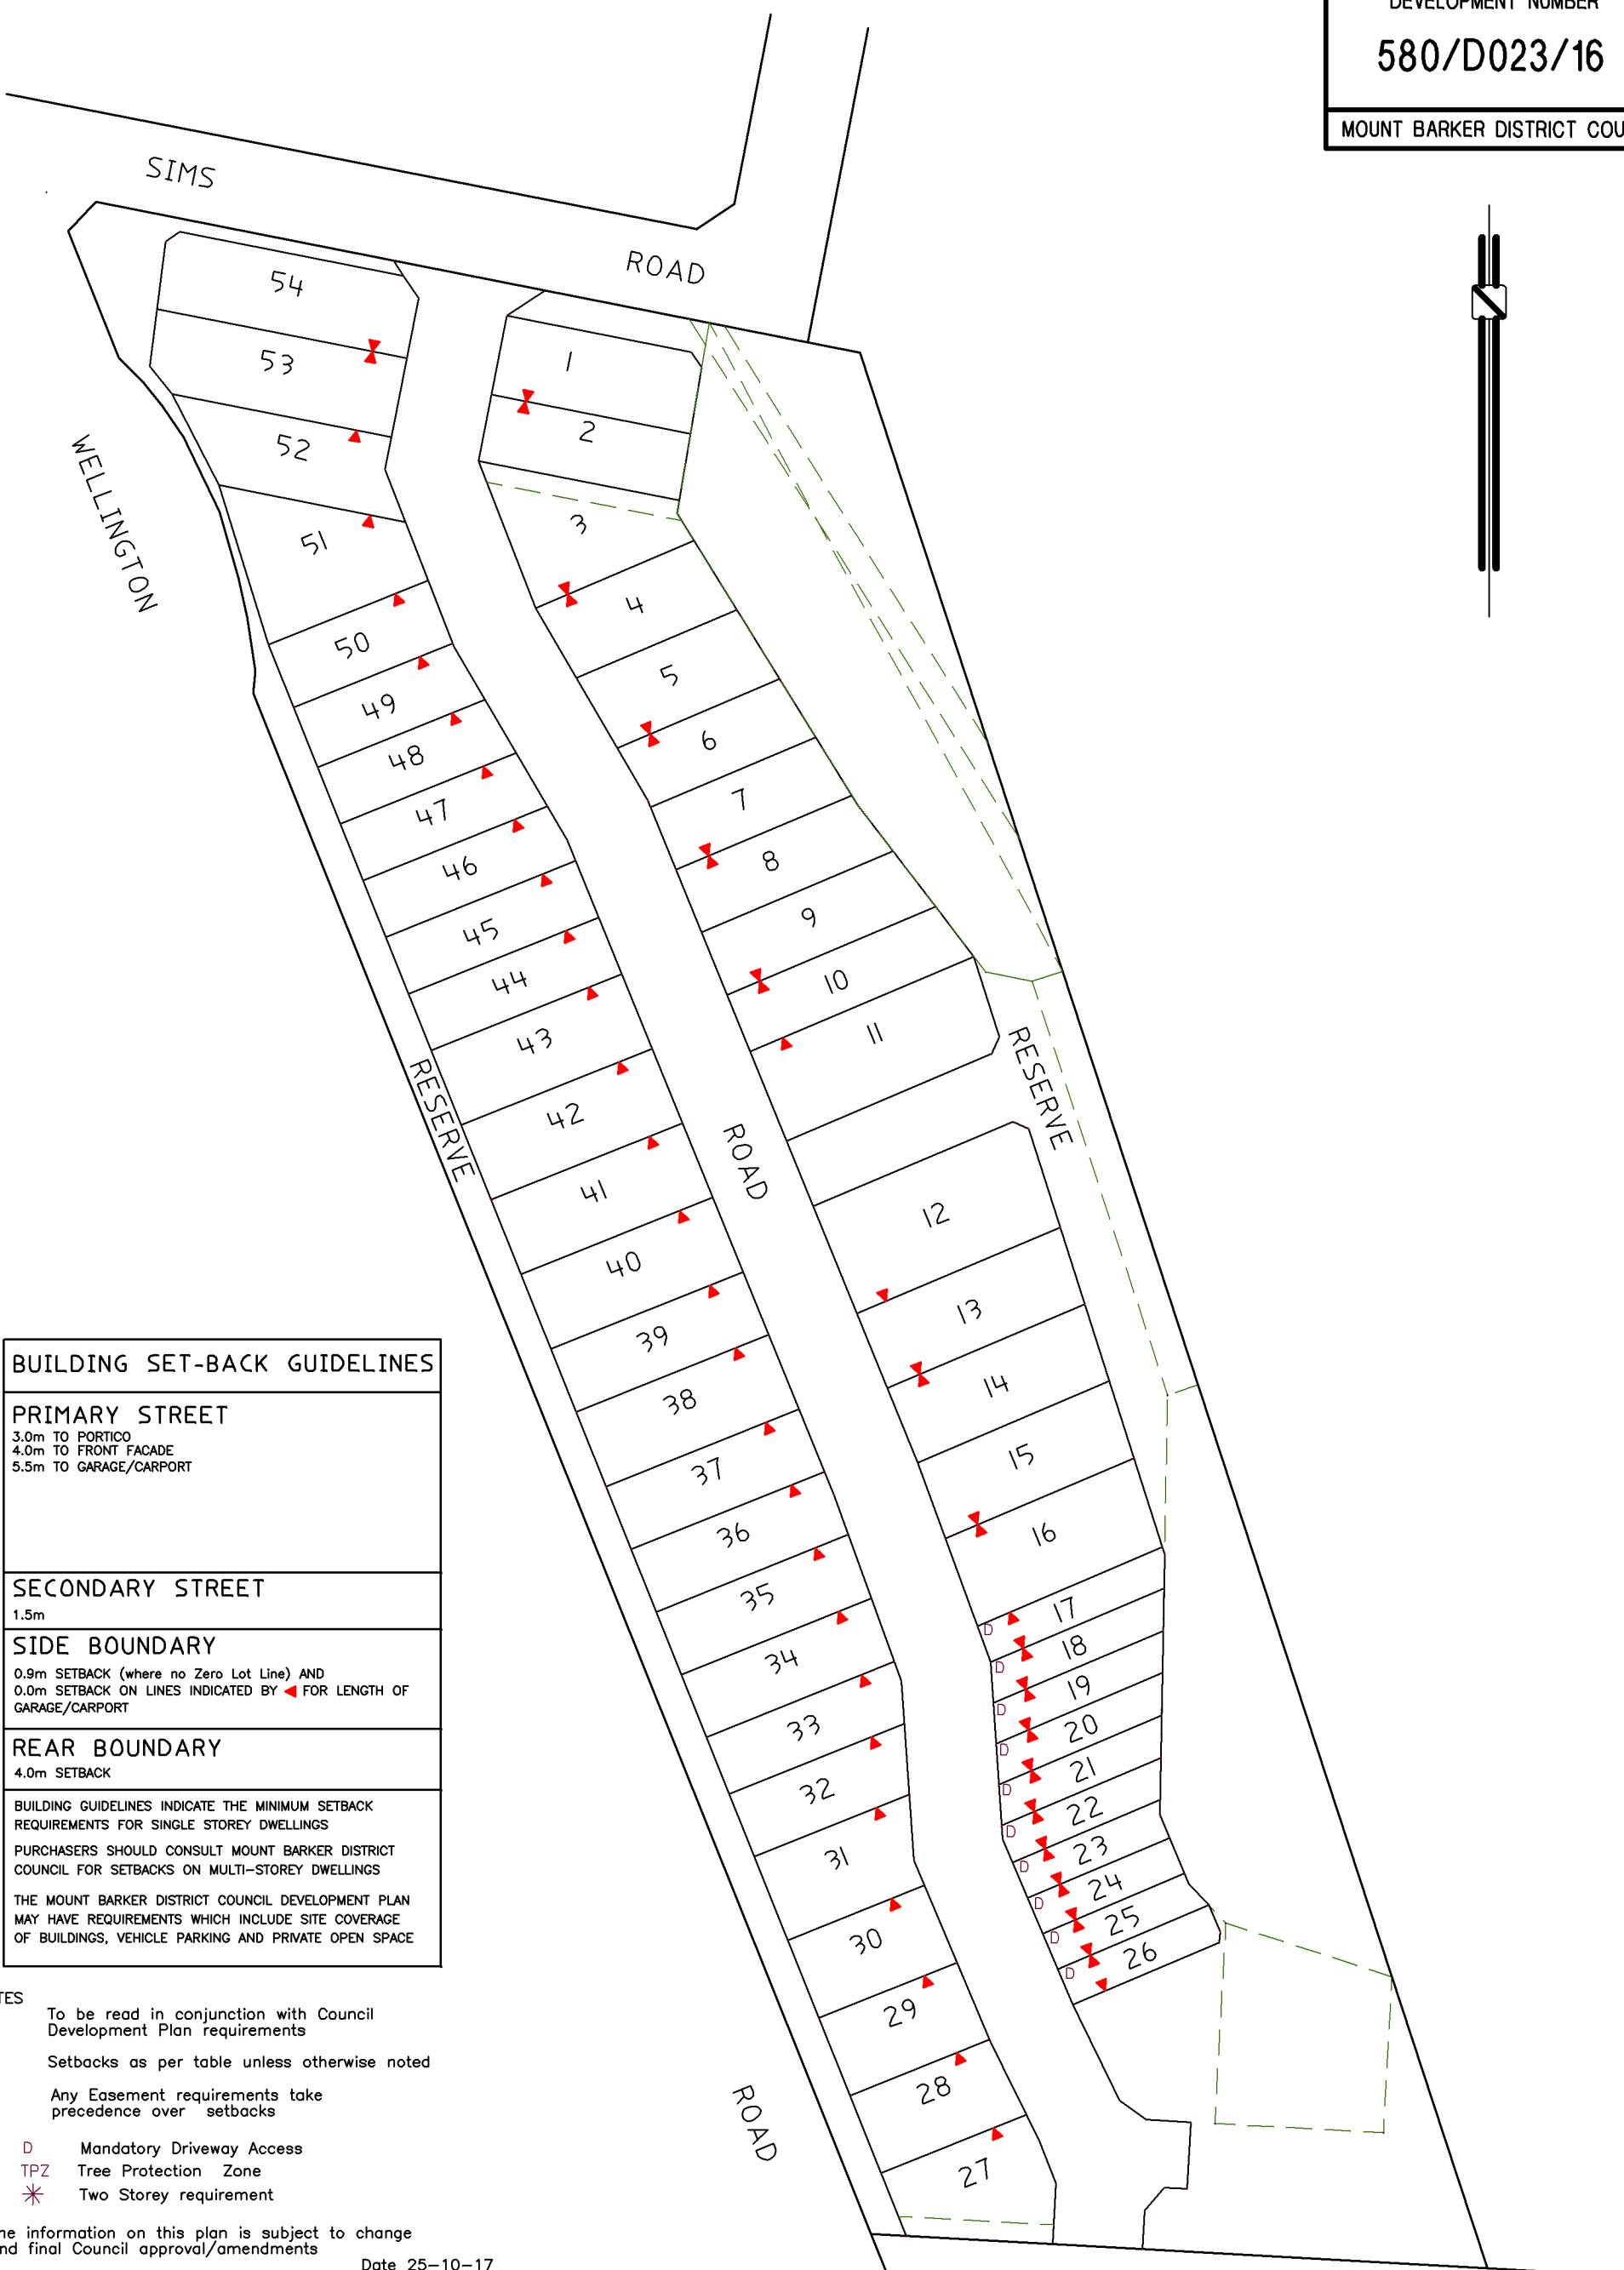 DEVELOPMENT NUMBER
580/D023/16
MOUNT BARKER DISTRICT
SIMS
ROAD
WELLINGTON
54
53
52
51
50
49
48
47
46
45
44
43
42
41
40
39
38
37
36
35
34
33
32
31
30
29
28
27
1
2
3
4
5
6
7
8
9
10
11
12
13
14
15
16
D 17
D 18
D 19
D 20
D 21
D 22
D 23
D 24
D 25
D 26
RESERVE
ROAD
RESERVE
ROAD
BUILDING SET-BACK GUIDELINES
PRIMARY STREET
3.0m TO PORTICO
4.0m TO FRONT FACADE
5.5m TO GARAGE/CARPORT
SECONDARY STREET
1.5m
SIDE BOUNDARY
0.9m SETBACK (where no Zero Lot Line) AND
0.0m SETBACK ON LINES INDICATED BY FOR LENGTH OF
GARAGE/CARPORT
REAR BOUNDARY
4.0m SETBACK
BUILDING GUIDELINES INDICATE THE MINIMUM SETBACK
REQUIREMENTS FOR SINGLE STOREY DWELLINGS
PURCHASERS SHOULD CONSULT MOUNT BARKER DISTRICT
COUNCIL FOR SETBACKS ON MULTI-STOREY DWELLINGS
THE MOUNT BARKER DISTRICT COUNCIL DEVELOPMENT PLAN
MAY HAVE REQUIREMENTS WHICH INCLUDE SITE COVERAGE
OF BUILDINGS, VEHICLE PARKING AND PRIVATE OPEN SPACE
To be read in conjunction with Council
Development Plan requirements
Setbacks as per table unless otherwise noted
Any Easement requirements take
precedence over setbacks
D Mandatory Driveway Access
TPZ Tree Protection Zone
Two Storey requirement
information on this plan is subject to change
final Council approval/amendments
Date 25-10-17